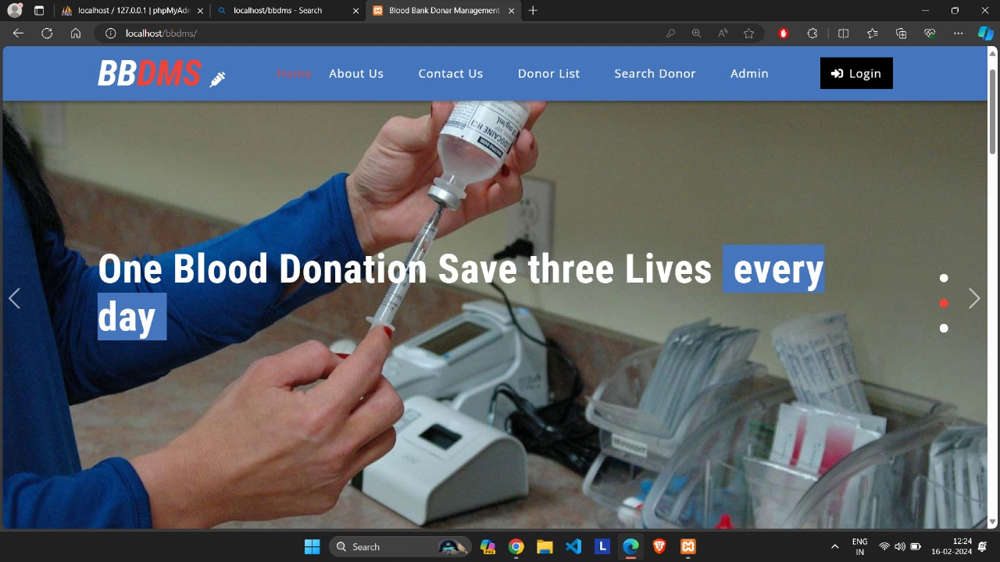 localhost / 127.0.0.1 | phpMyAdm
localhost/bbdms - Search
Blood Bank Donar Management
localhost/bbdms/
BBDMS
Home
About Us
Contact Us
Donor List
Search Donor
Admin
Login
One Blood Donation Save three Lives every
day
Search
PRE
L
ENG
IN
12:24
16-02-2024